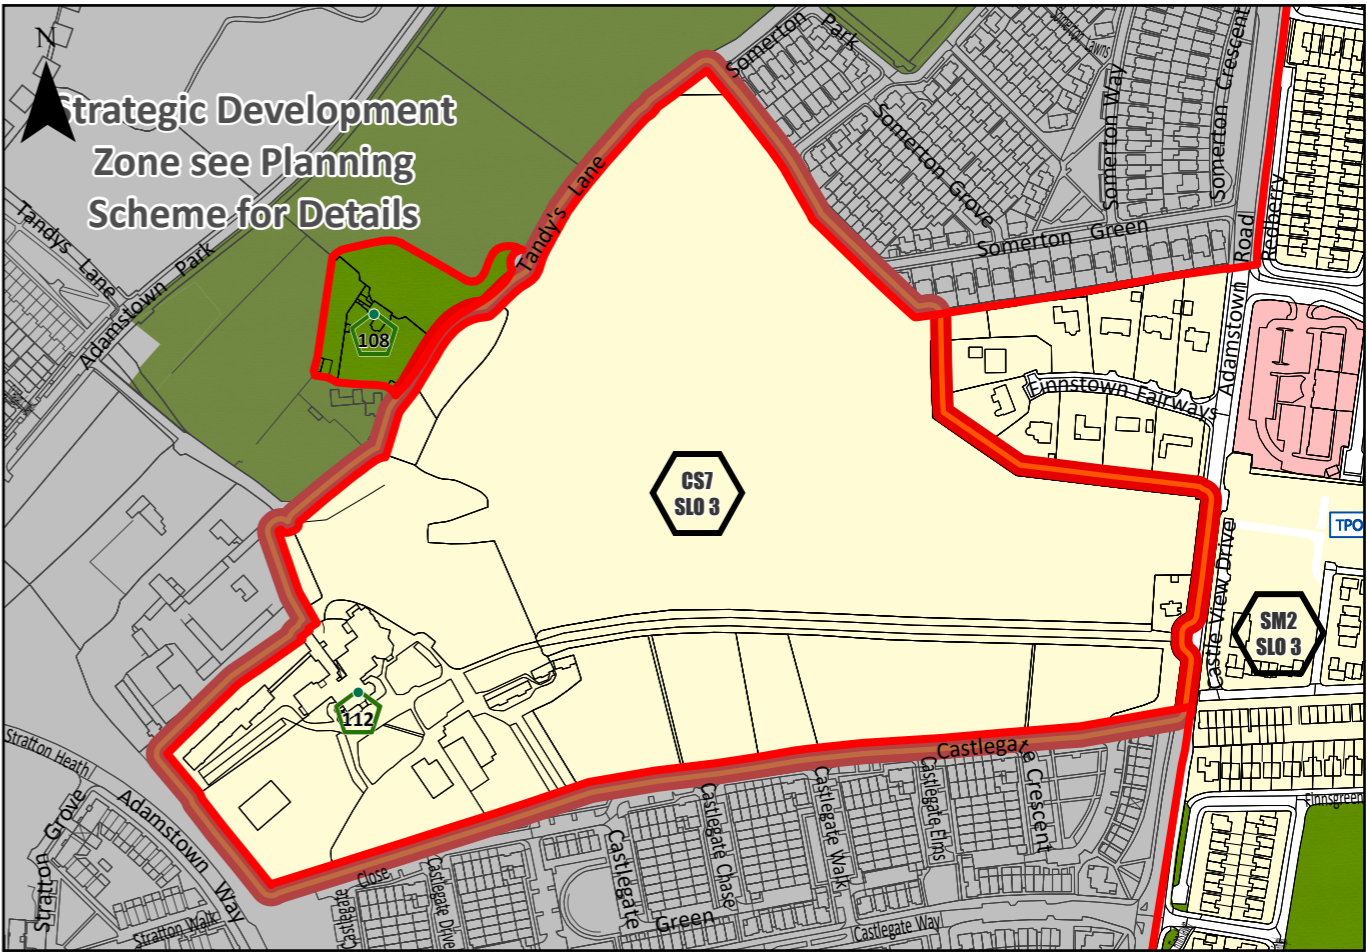 N
Strategic Development
Zone see Planning
Scheme for Details
Somerton Park
Somerton Lawns
Somerton Way
Somerton Crescent
Somerton Grove
Somerton Green
Tandy's Lane
Tandys Lane
Adamstown Park
Adamstown Road
Redberry
108
Finnstown Fairways
CS7
SLO 3
TPO
Castle View Drive
SM2
SLO 3
112
Stratton Heath
Stratton Grove
Adamstown Way
Stratton Walk
Castlegate Crescent
Castlegate Elms
Castlegate Walk
Castlegate Chase
Castlegate
Green
Castlegate Way
Castlegate Drive
Castlegate
Close
Finnsgreen